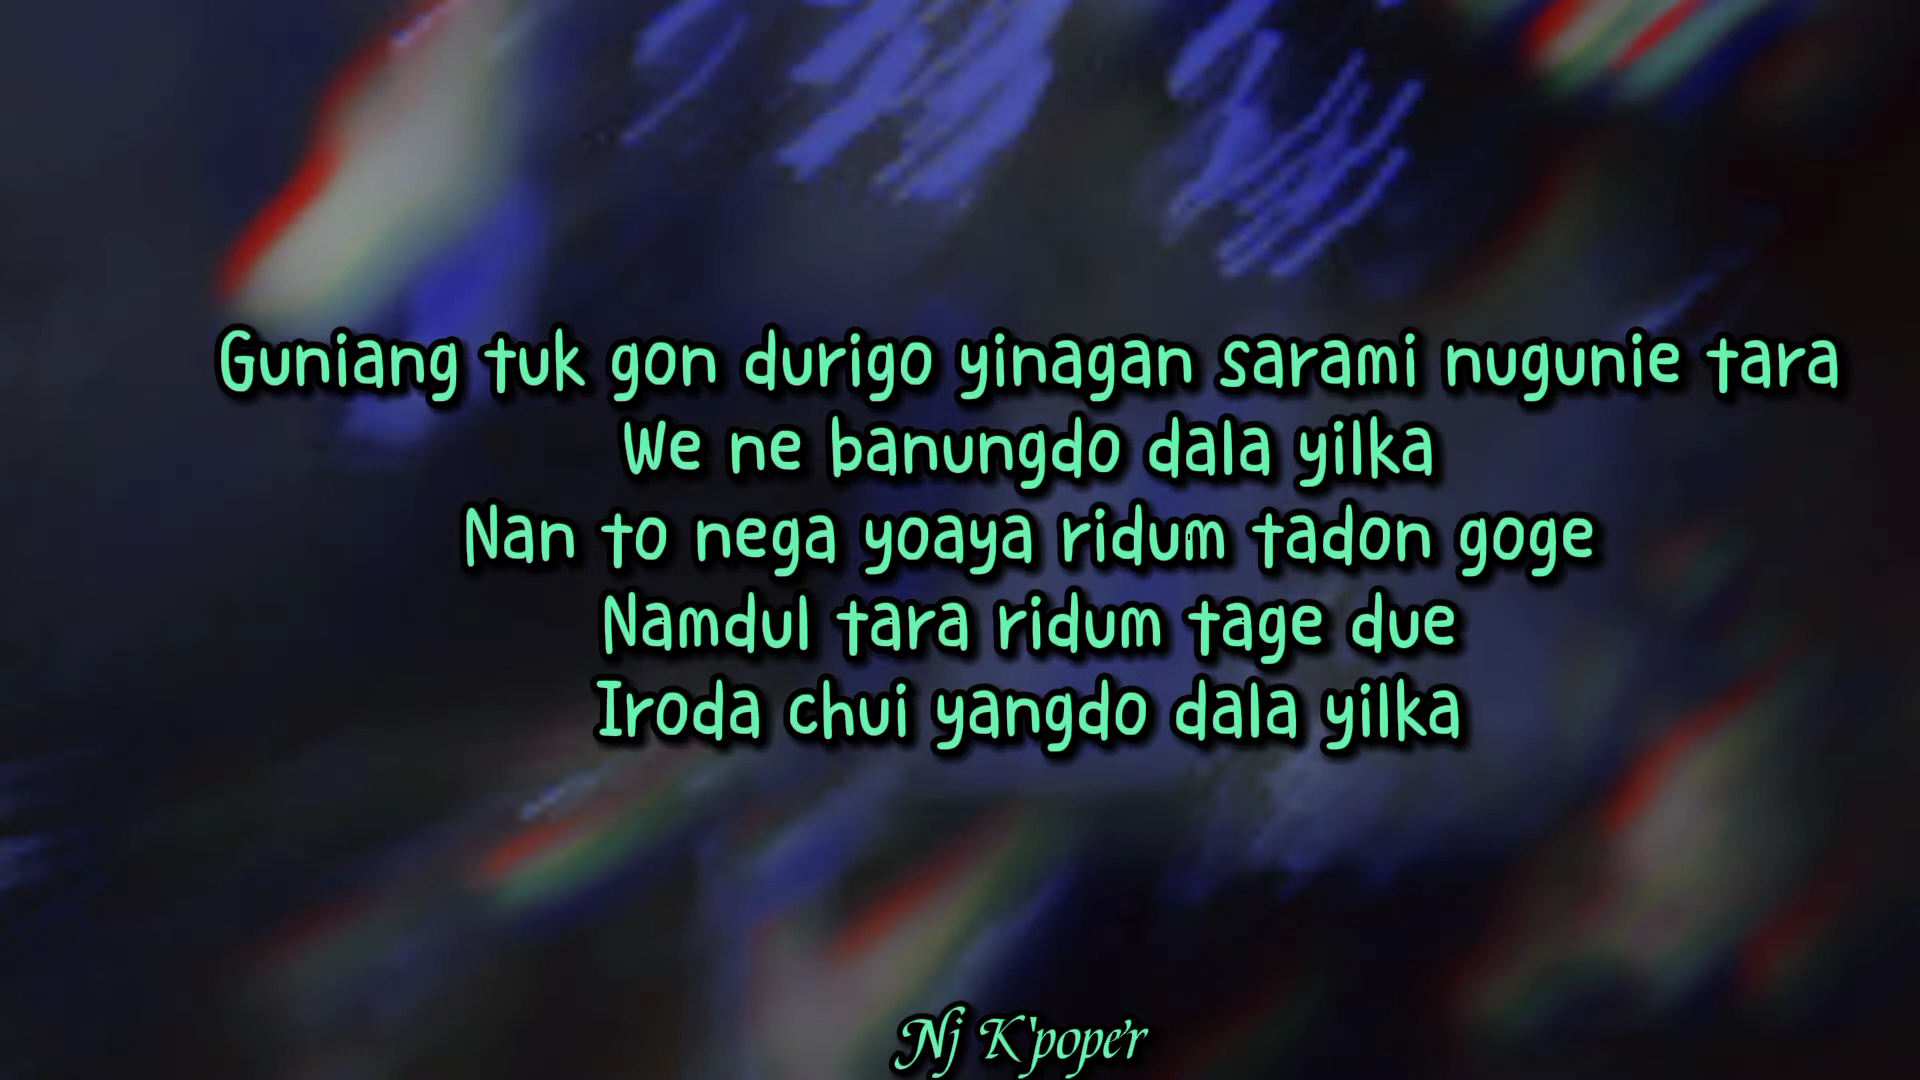 Guniang tuk gon durigo yinagan sarami nugunie tara
We ne banungdo dala yilka
Nan to nega yoaya ridum tadon goge
Namdul tara ridum tage due
Iroda chui yangdo dala yilka
Nj K'pope'r